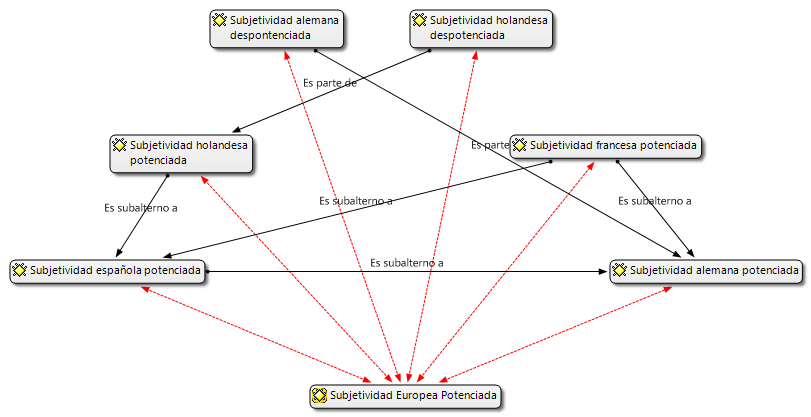 Subjetividad alemana
despontenciada
Subjetividad holandesa
despotenciada
Es parte de
Subjetividad holandesa
potenciada
Es parte
Subjetividad francesa potenciada
Es subalterno a
Es subalterno a
Es subalterno a
Subjetividad española potenciada
Es subalterno a
Subjetividad alemana potenciada
Subjetividad Europea Potenciada